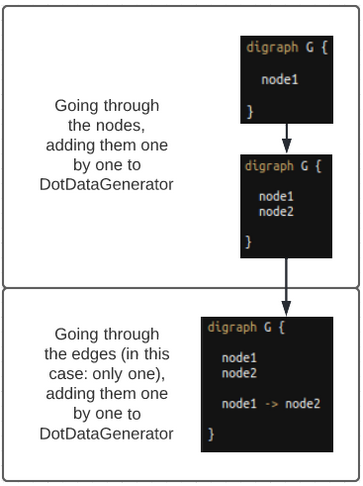 Going through
the nodes,
adding them one
by one to
DotDataGenerator
digraph G {
node1
}
digraph G {
node1
node2
}
Going through
the edges (in this
case: only one),
adding them one
by one to
DotDataGenerator
digraph G {
node1
node2
node1 -> node2
}